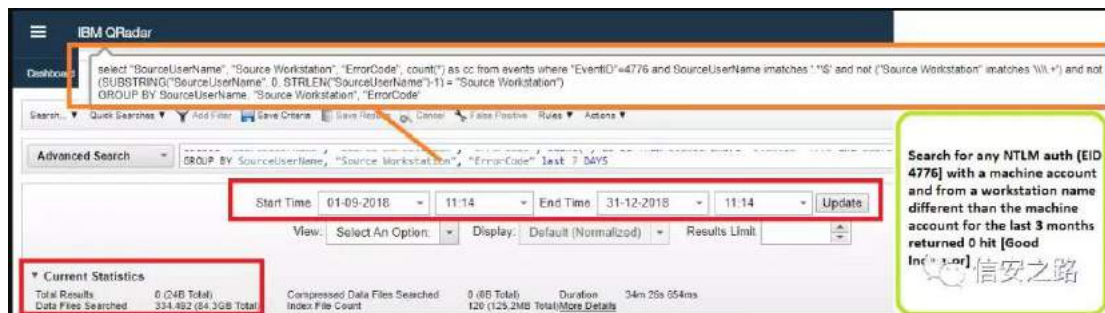 IBM QRadar
Dashboard
select "SourceUserName", "Source Workstation", "ErrorCode", count(*) as cc from events where "EventID"=4776 and SourceUserName imatches '.*\$' and not ("Source Workstation" imatches '\\\\.+') and not
(SUBSTRING("SourceUserName", 0, STRLEN("SourceUserName")-1) = "Source Workstation")
GROUP BY SourceUserName, "Source Workstation", "ErrorCode"
Search... Quick Searches Add Filter Save Criteria Save Results Cancel False Positive Rules Actions
Advanced Search
GROUP BY SourceUserName, "Source Workstation", "ErrorCode" last 7 DAYS
Start Time 01-09-2018 11:14 End Time 31-12-2018 11:14 Update
View: Select An Option: Display: Default (Normalized) Results Limit
Current Statistics
Total Results 0 (24B Total) Compressed Data Files Searched 0 (0B Total) Duration 34m 26s 654ms
Data Files Searched 334,492 (84.3GB Total) Index File Count 120 (125.2MB Total) More Details
Search for any NTLM auth (EID
4776] with a machine account
and from a workstation name
different than the machine
account for the last 3 months
returned 0 hit [Good
信安之路